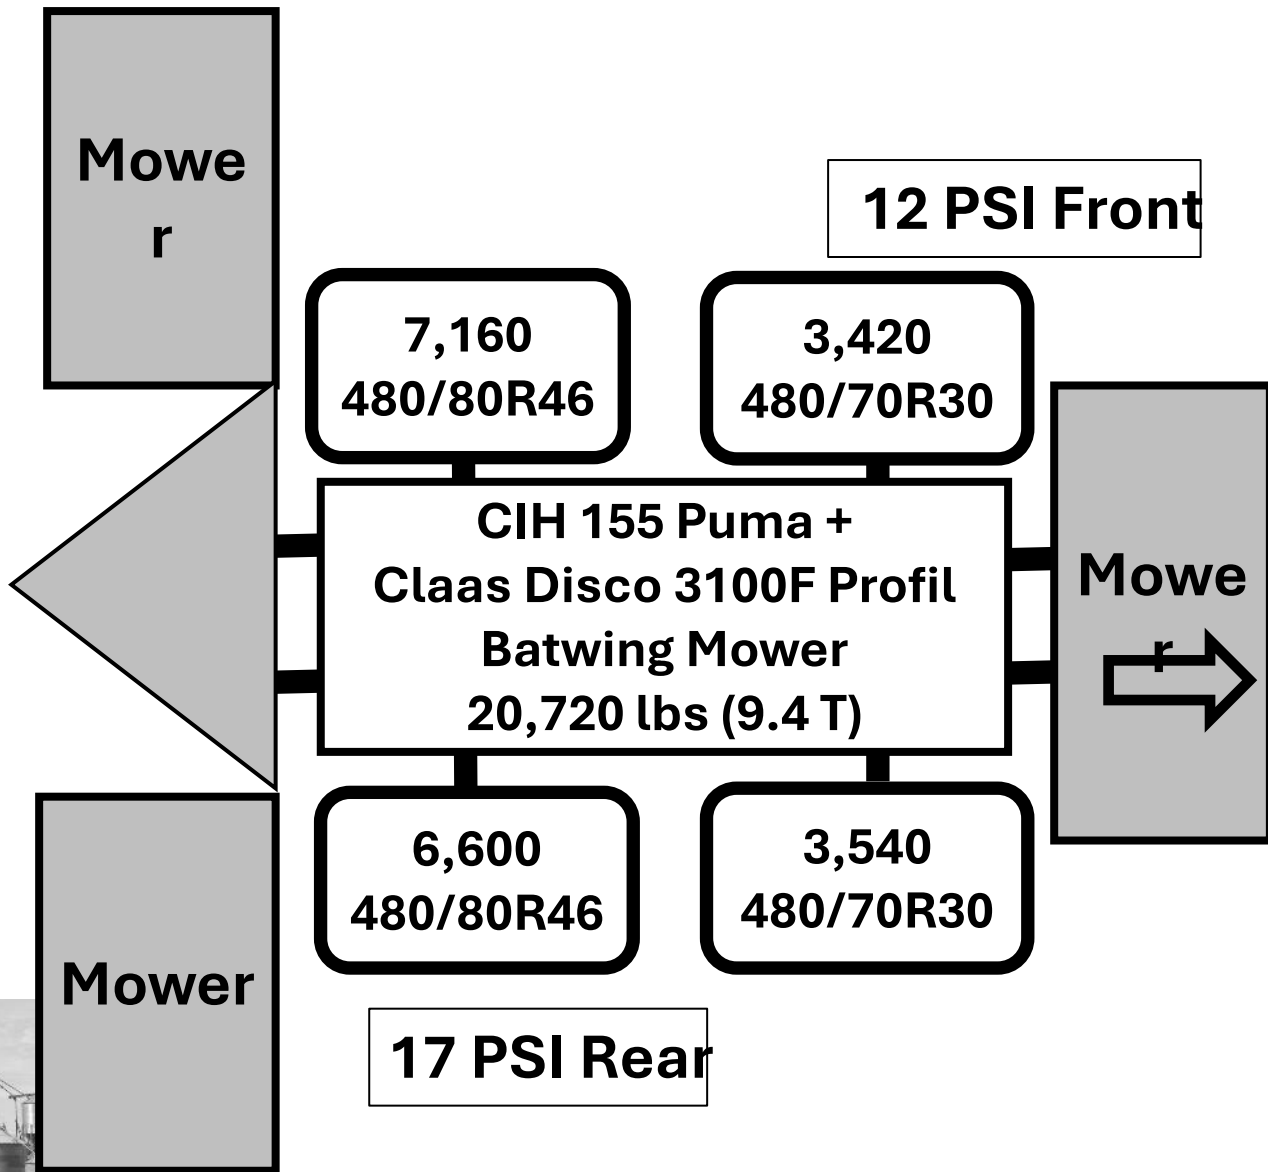 Mowe
r
12 PSI Front
7,160
480/80R46
3,420
480/70R30
CIH 155 Puma +
Claas Disco 3100F Profil
Batwing Mower
20,720 lbs (9.4 T)
Mowe
r
6,600
480/80R46
3,540
480/70R30
Mower
17 PSI Rear